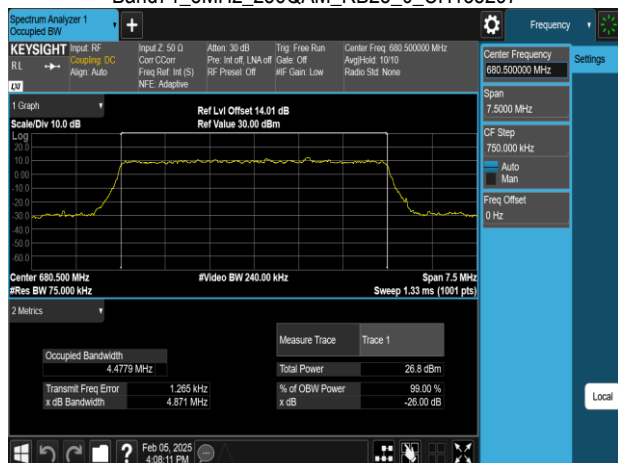 Spectrum Analyzer 1
Occupied BW
Frequency
KEYSIGHT
RL
Input: RF
Coupling: DC
Align: Auto
Input Z: 50 Ω
Corr CCorr
Freq Ref: Int (S)
NFE: Adaptive
Atten: 30 dB
Pre: Int off, LNA off
RF Presel: Off
Trig: Free Run
Gate: Off
#IF Gain: Low
Center Freq: 680.500000 MHz
Avg|Hold: 10/10
Radio Std: None
Center Frequency
680.500000 MHz
Settings
Span
7.5000 MHz
CF Step
750.000 kHz
Auto
Man
Freq Offset
0 Hz
1 Graph
Scale/Div 10.0 dB
Ref Lvl Offset 14.01 dB
Ref Value 30.00 dBm
Log
20.0
10.0
0.00
-10.0
-20.0
-30.0
-40.0
-50.0
-60.0
Center 680.500 MHz
#Res BW 75.000 kHz
#Video BW 240.00 kHz
Span 7.5 MHz
Sweep 1.33 ms (1001 pts)
2 Metrics
Measure Trace Trace 1
Occupied Bandwidth
4.4779 MHz
Total Power 26.8 dBm
Transmit Freq Error 1.265 kHz
% of OBW Power 99.00 %
x dB Bandwidth 4.871 MHz
x dB -26.00 dB
Local
Feb 05, 2025
4:08:11 PM